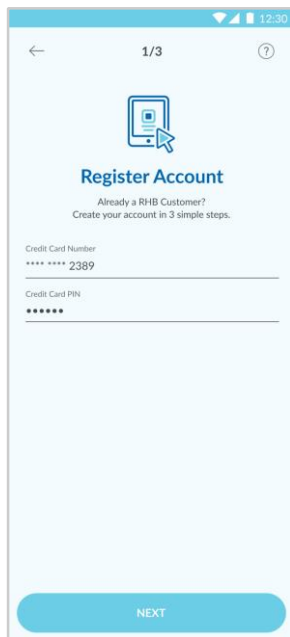 12:30
1/3
?
Register Account
Already a RHB Customer?
Create your account in 3 simple steps.
Credit Card Number
**** **** 2389
Credit Card PIN
••••••
NEXT